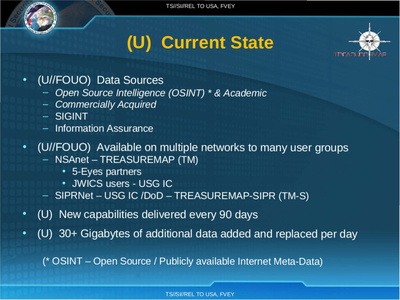 TS//SI//REL TO USA, FVEY
(U) Current State
TREASUREMAP
• (U//FOUO) Data Sources
– Open Source Intelligence (OSINT) * & Academic
– Commercially Acquired
– SIGINT
– Information Assurance
• (U//FOUO) Available on multiple networks to many user groups
– NSAnet – TREASUREMAP (TM)
• 5-Eyes partners
• JWICS users - USG IC
– SIPRNet – USG IC /DoD – TREASUREMAP-SIPR (TM-S)
• (U) New capabilities delivered every 90 days
• (U) 30+ Gigabytes of additional data added and replaced per day
(* OSINT – Open Source / Publicly available Internet Meta-Data)
TS//SI//REL TO USA, FVEY